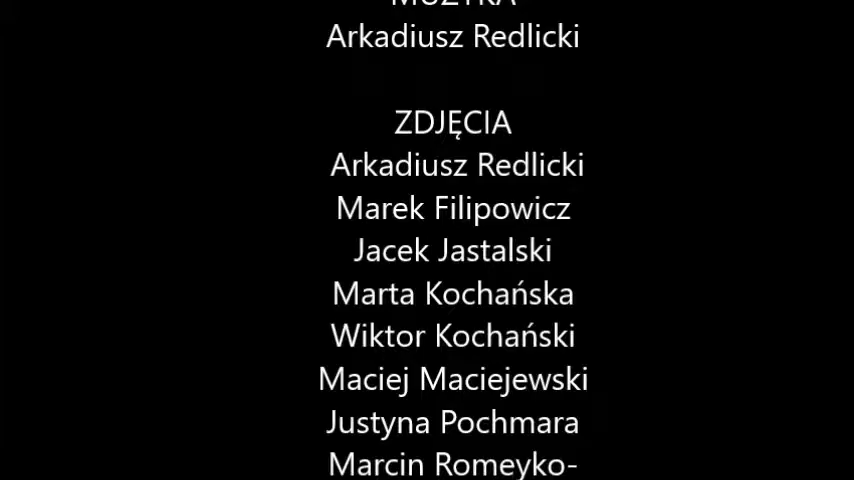 MUZYKA
Arkadiusz Redlicki
ZDJĘCIA
Arkadiusz Redlicki
Marek Filipowicz
Jacek Jastalski
Marta Kochańska
Wiktor Kochański
Maciej Maciejewski
Justyna Pochmara
Marcin Romeyko-